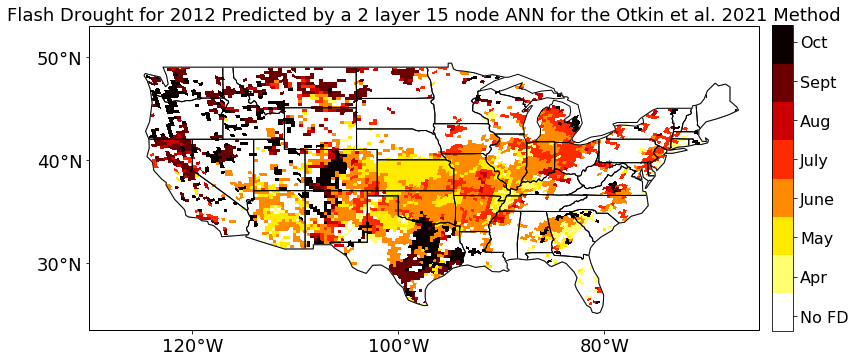 Flash Drought for 2012 Predicted by a 2 layer 15 node ANN for the Otkin et al. 2021 Method
50°N
40°N
30°N
120°W
100°W
80°W
Oct
Sept
Aug
July
June
May
Apr
No FD